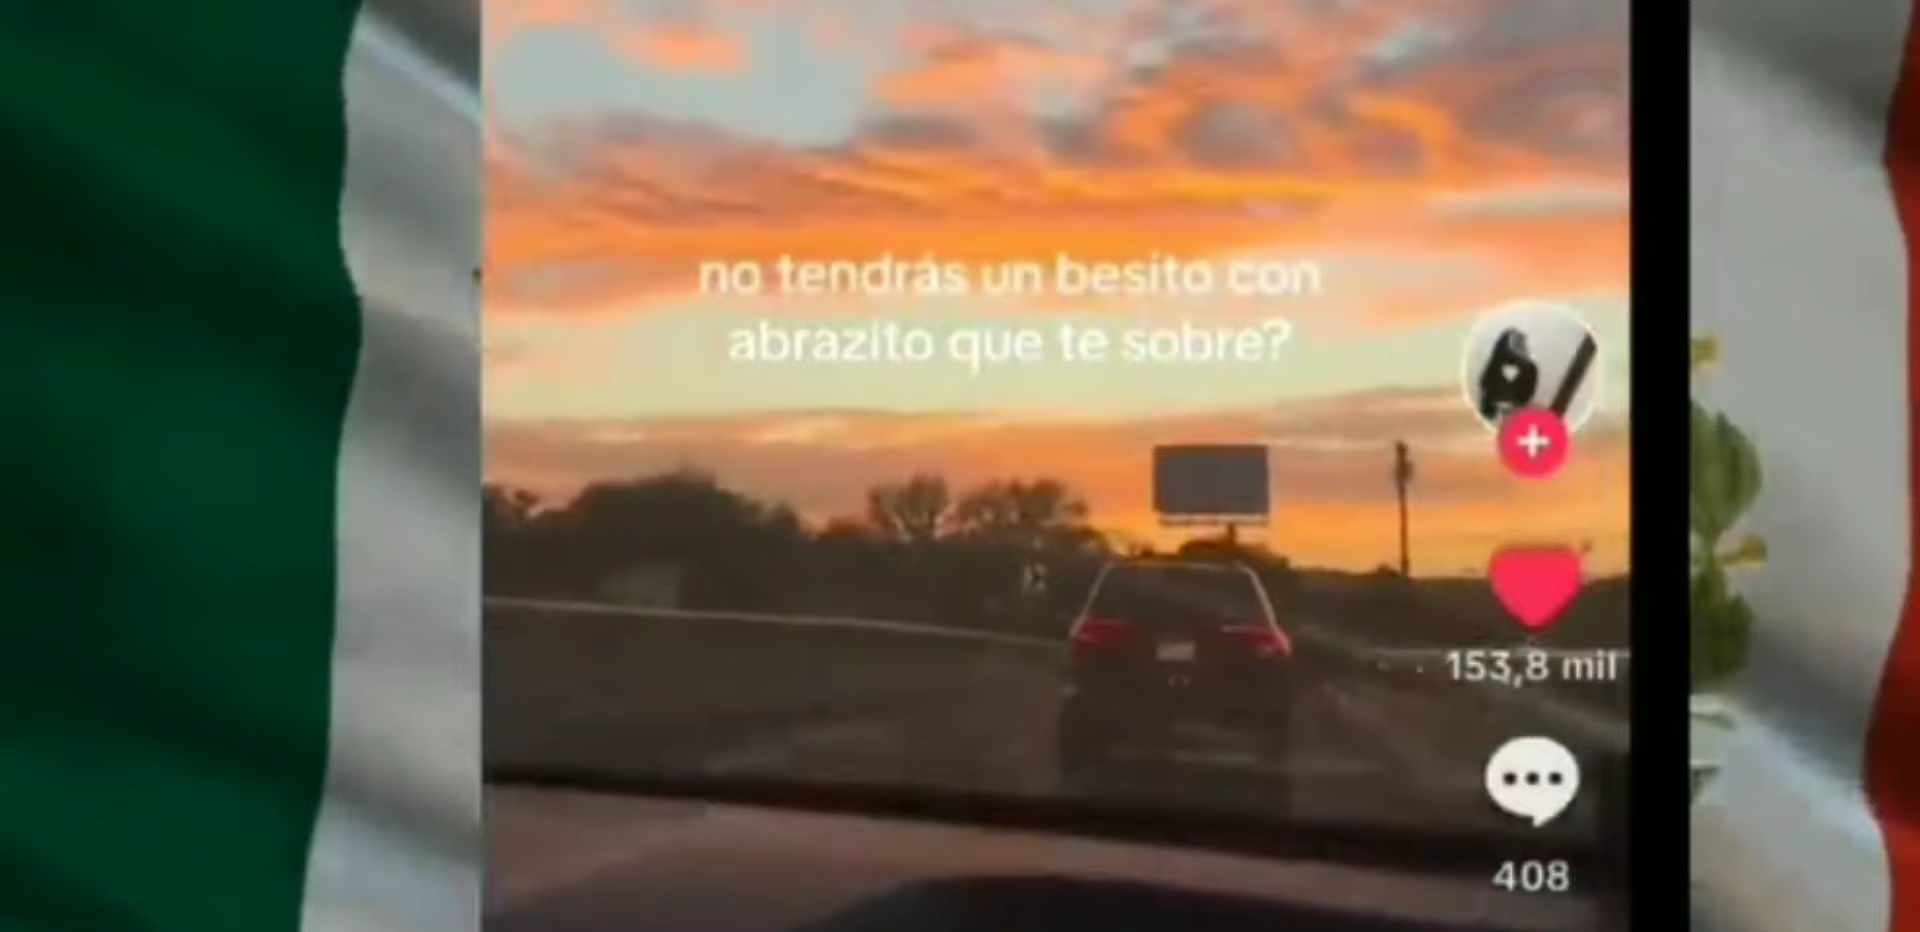 no tendrás un besito con
abrazito que te sobre?
153,8 mil
408